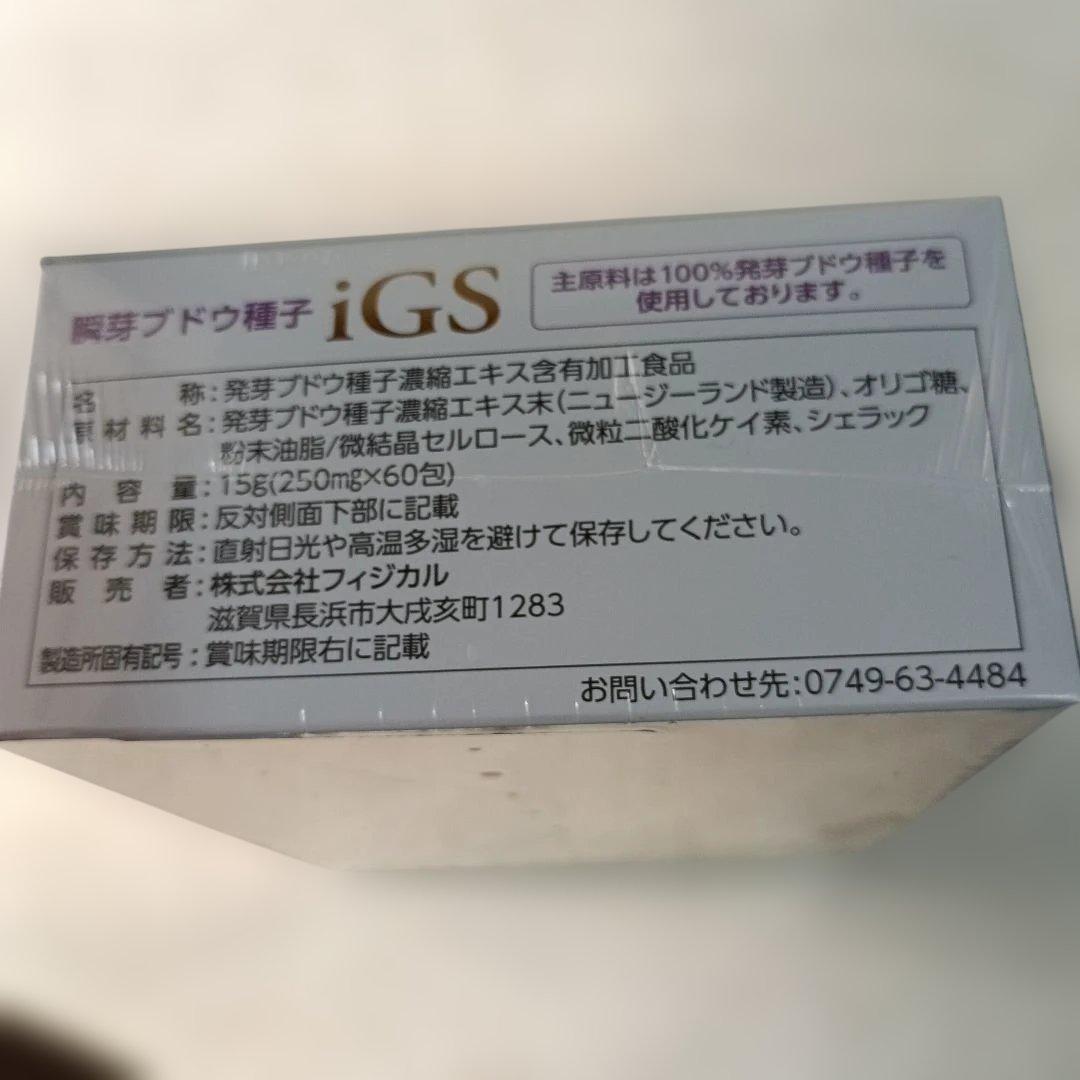 瞬芽ブドウ種子 iGS
主原料は100%発芽ブドウ種子を
使用しております。
名称:発芽ブドウ種子濃縮エキス含有加工食品
原材料名:発芽ブドウ種子濃縮エキス末(ニュージーランド製造)、オリゴ糖、
粉末油脂/微結晶セルロース、微粒二酸化ケイ素、シェラック
内容量:15g(250mg×60包)
賞味期限:反対側面下部に記載
保存方法:直射日光や高温多湿を避けて保存してください。
販売者:株式会社フィジカル
滋賀県長浜市大戌亥町1283
製造所固有記号:賞味期限右に記載
お問い合わせ先:0749-63-4484